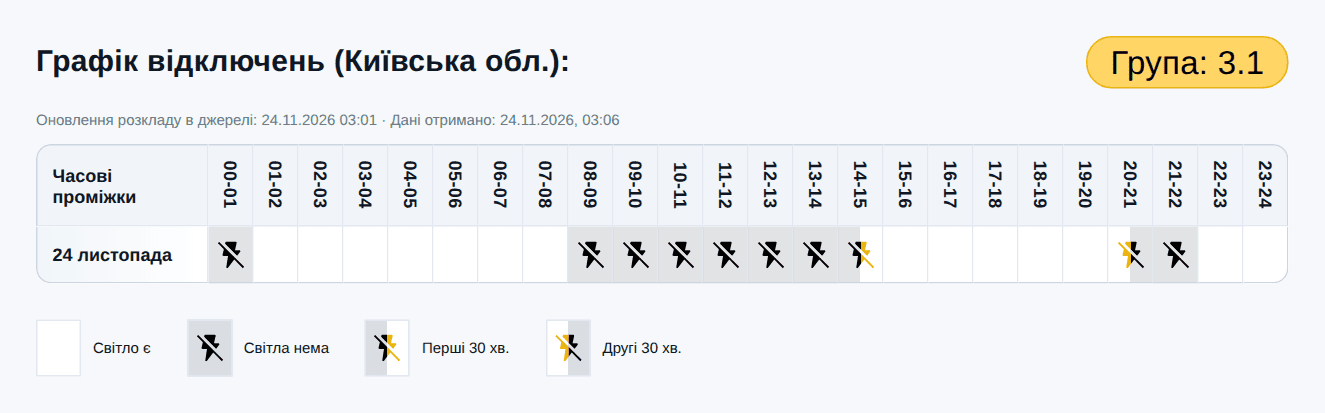 Графік відключень (Київська обл.):
Група: 3.1
Оновлення розкладу в джерелі: 24.11.2026 03:01 · Дані отримано: 24.11.2026, 03:06
Часові
проміжки
00-01 01-02 02-03 03-04 04-05 05-06 06-07 07-08 08-09 09-10 10-11 11-12 12-13 13-14 14-15 15-16 16-17 17-18 18-19 19-20 20-21 21-22 22-23 23-24
24 листопада
Світло є
Світла нема
Перші 30 хв.
Другі 30 хв.